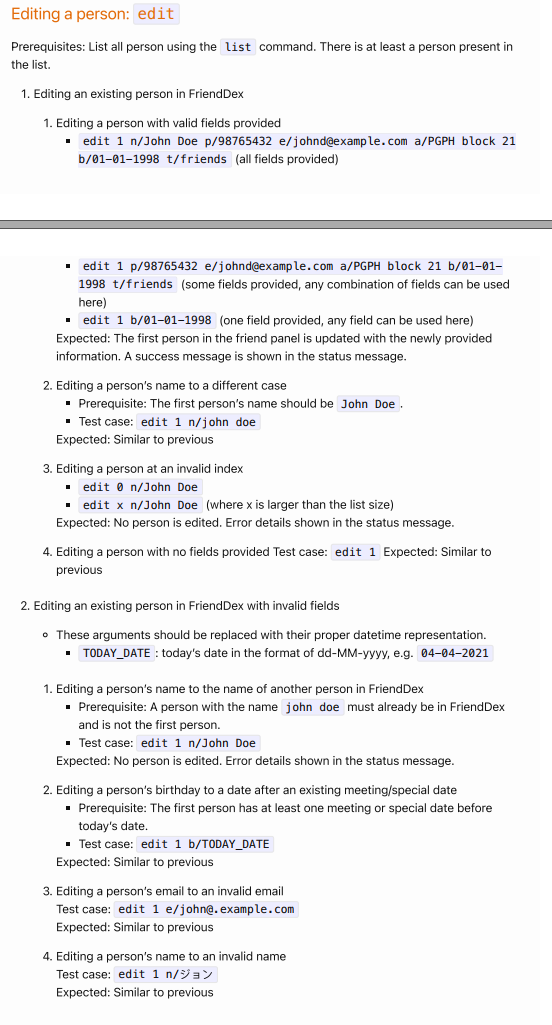 Editing a person: edit
Prerequisites: List all person using the list command. There is at least a person present in
the list.
1. Editing an existing person in FriendDex
1. Editing a person with valid fields provided
▪ edit 1 n/John Doe p/98765432 e/johnd@example.com a/PGPH block 21
b/01-01-1998 t/friends (all fields provided)
▪ edit 1 p/98765432 e/johnd@example.com a/PGPH block 21 b/01-01-
1998 t/friends (some fields provided, any combination of fields can be used
here)
▪ edit 1 b/01-01-1998 (one field provided, any field can be used here)
Expected: The first person in the friend panel is updated with the newly provided
information. A success message is shown in the status message.
2. Editing a person's name to a different case
▪ Prerequisite: The first person's name should be John Doe.
▪ Test case: edit 1 n/john doe
Expected: Similar to previous
3. Editing a person at an invalid index
▪ edit 0 n/John Doe
▪ edit x n/John Doe (where x is larger than the list size)
Expected: No person is edited. Error details shown in the status message.
4. Editing a person with no fields provided Test case: edit 1 Expected: Similar to
previous
2. Editing an existing person in FriendDex with invalid fields
◦ These arguments should be replaced with their proper datetime representation.
▪ TODAY_DATE : today's date in the format of dd-MM-yyyy, e.g. 04-04-2021
1. Editing a person's name to the name of another person in FriendDex
▪ Prerequisite: A person with the name john doe must already be in FriendDex
and is not the first person.
▪ Test case: edit 1 n/John Doe
Expected: No person is edited. Error details shown in the status message.
2. Editing a person's birthday to a date after an existing meeting/special date
▪ Prerequisite: The first person has at least one meeting or special date before
today's date.
▪ Test case: edit 1 b/TODAY_DATE
Expected: Similar to previous
3. Editing a person's email to an invalid email
Test case: edit 1 e/john@.example.com
Expected: Similar to previous
4. Editing a person's name to an invalid name
Test case: edit 1 n/ジョン
Expected: Similar to previous